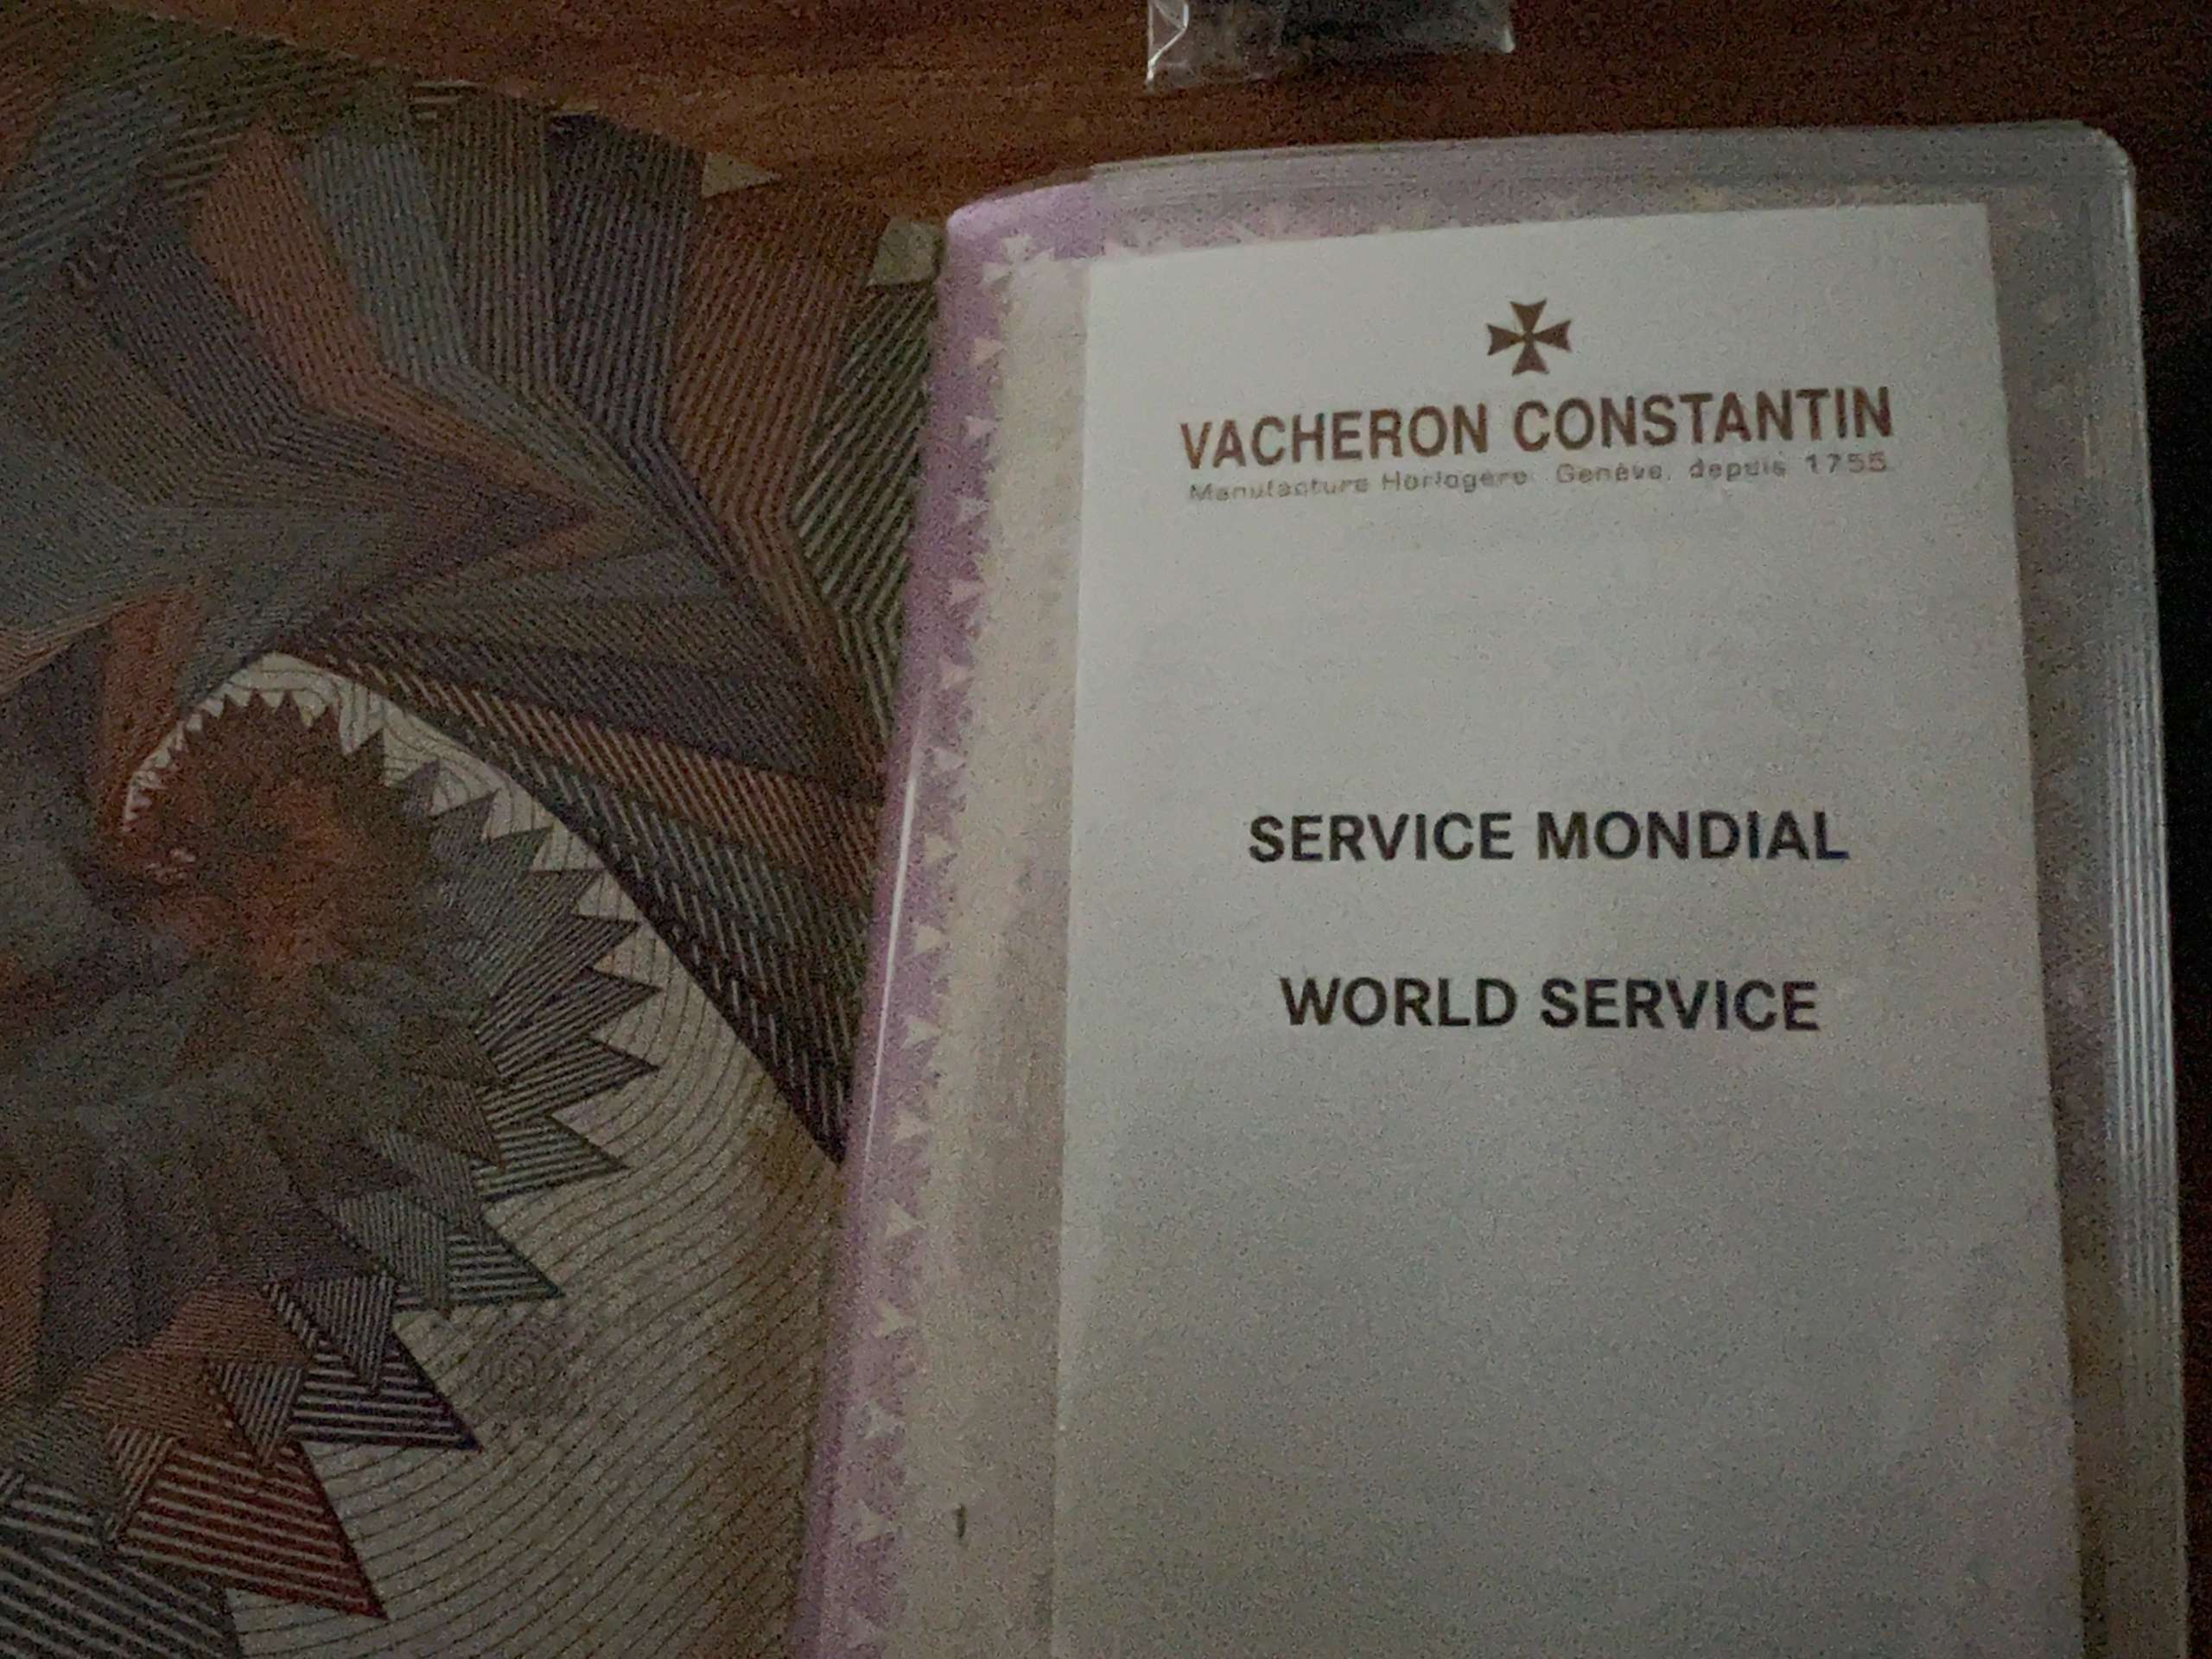 VACHERON CONSTANTIN
Manufacture Horlogère. Genève, depuis 1755.
SERVICE MONDIAL
WORLD SERVICE